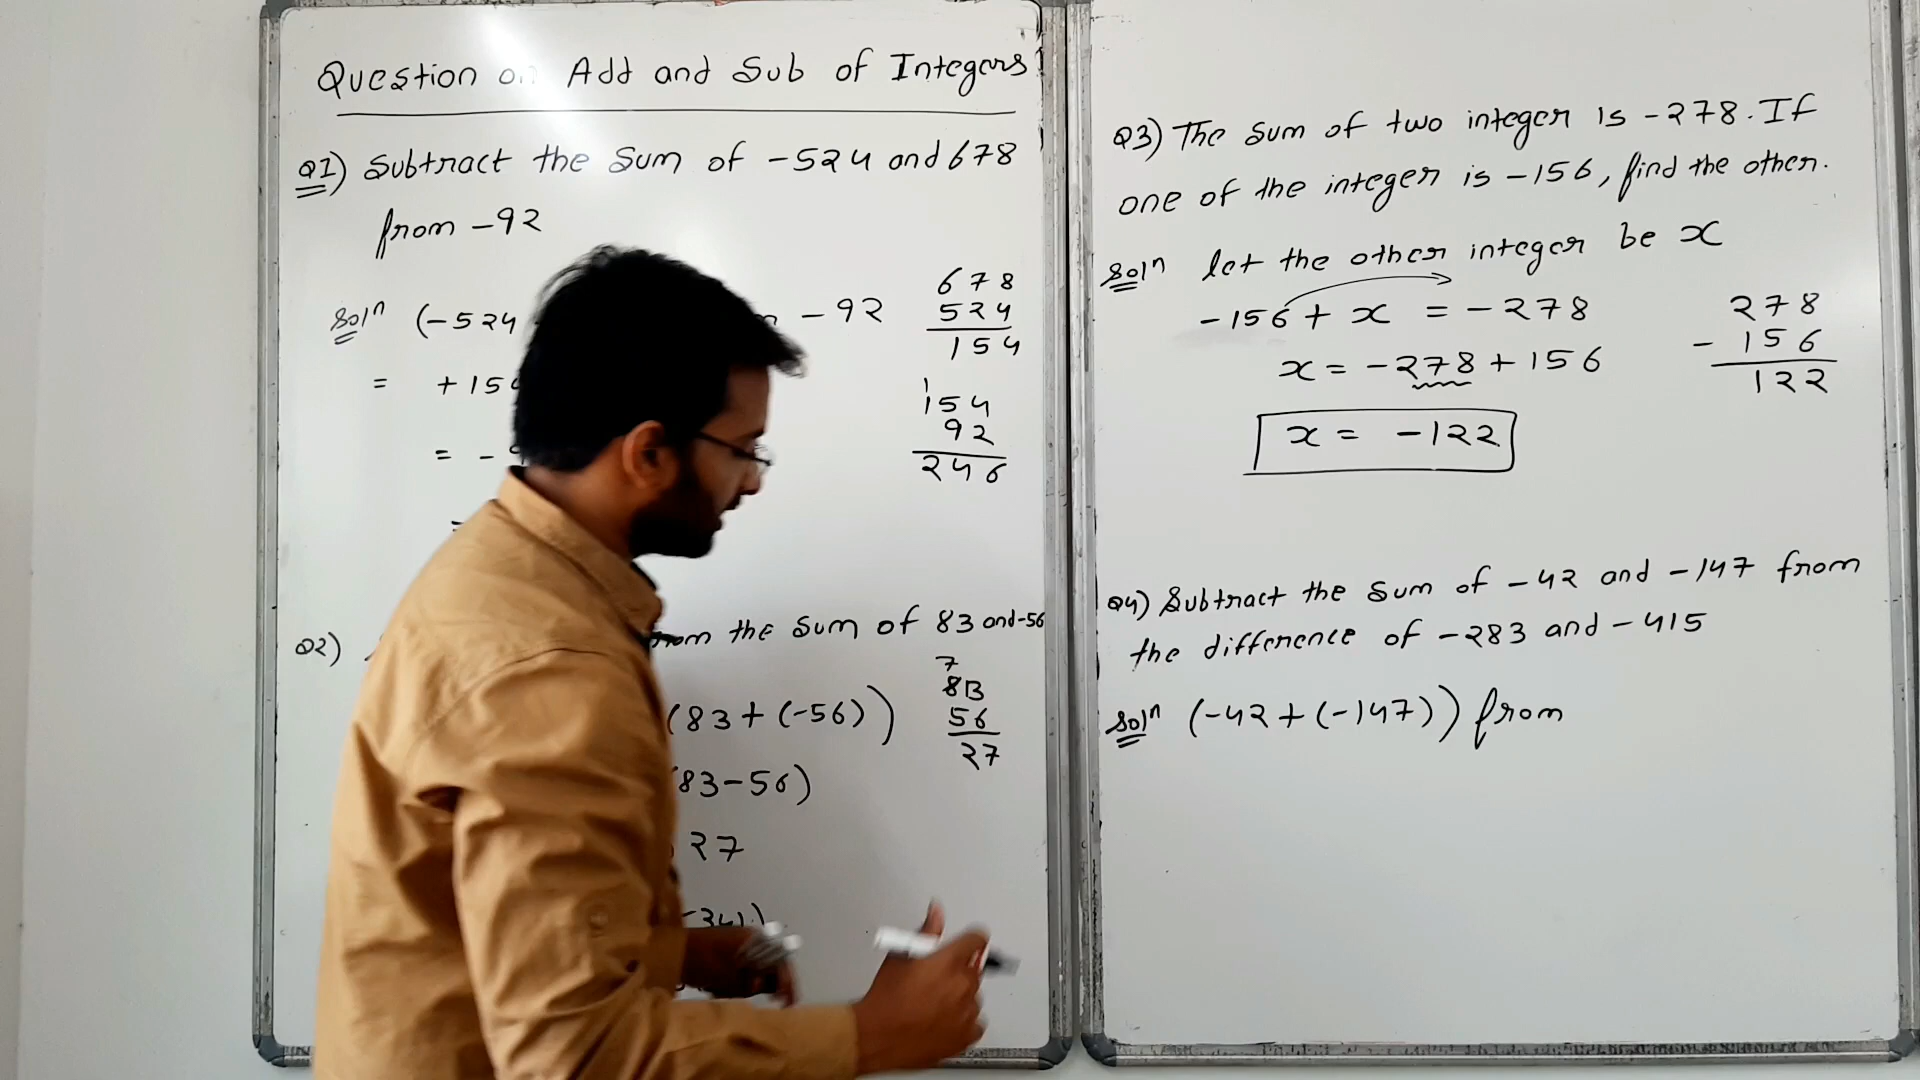 Question on Add and Sub of Integers
Q1) Subtract the Sum of -524 and 678
from -92
Soln (-524 - 92
= +15
= -
=
678
524
154
1
154
92
246
Q2) from the sum of 83 and -56
(83+(-56))
(83-56)
27
-341)
7
813
56
27
Q3) The sum of two integer is -278. If
one of the integer is -156, find the other.
Soln let the other integer be x
-156 + x = -278
x = -278 + 156
x = -122
278
- 156
122
Q4) Subtract the sum of -42 and -147 from
the difference of -283 and -415
Soln (-42+(-147)) from